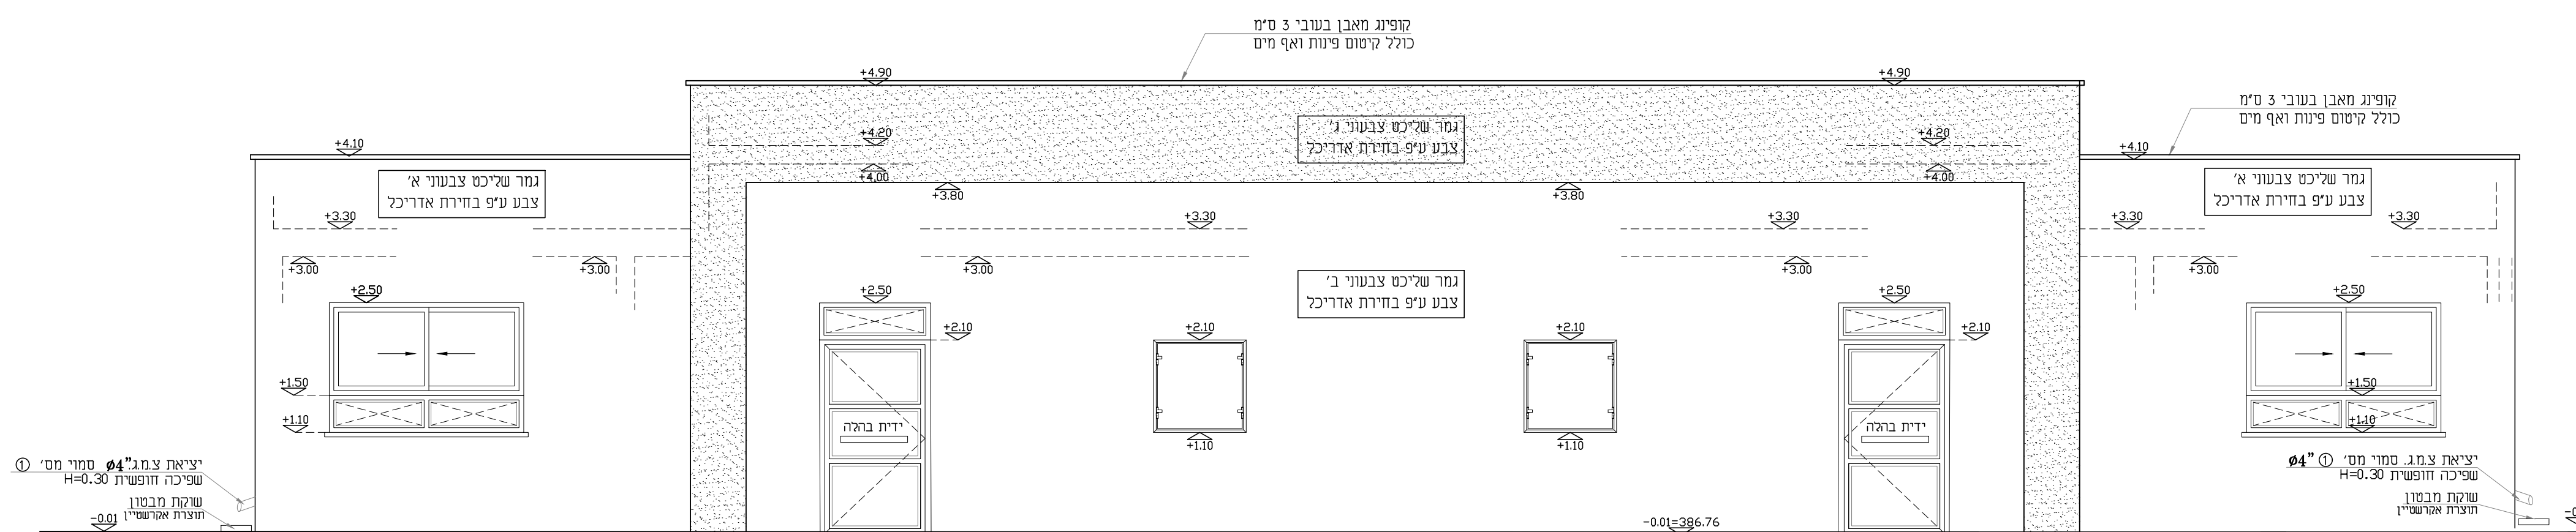 קופינג מאבן בעובי 3 ס"מ
כולל קיטום פינות ואף מים
+4.90
+4.90
קופינג מאבן בעובי 3 ס"מ
כולל קיטום פינות ואף מים
+4.10
+4.20
גמר שליכט צבעוני ג'
צבע ע"פ בחירת אדריכל
+4.20
+4.10
+4.00
+4.00
גמר שליכט צבעוני א'
צבע ע"פ בחירת אדריכל
+3.80
+3.80
גמר שליכט צבעוני א'
צבע ע"פ בחירת אדריכל
+3.30
+3.30
+3.30
+3.30
+3.30
+3.00
+3.00
+3.00
+3.00
+3.00
גמר שליכט צבעוני ב'
צבע ע"פ בחירת אדריכל
+2.50
+2.50
+2.50
+2.50
+2.10
+2.10
+2.10
+2.10
+1.50
+1.50
+1.10
+1.10
+1.10
+1.10
ידית בהלה
ידית בהלה
יציאת צ.מ.ג. ø4" סמוי מס' ①
שפיכה חופשית H=0.30
שוקת מבטון
תוצרת אקרשטיין
-0.01
-0.01=386.76
יציאת צ.מ.ג. סמוי מס' ① ø4"
שפיכה חופשית H=0.30
שוקת מבטון
תוצרת אקרשטיין